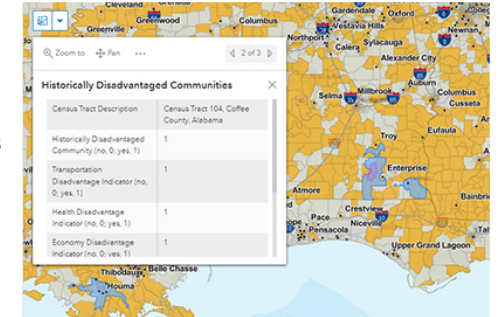 Cleveland
Greenwood
Greenville
Columbus
Gardendale
Oxford
Vestavia Hills
Newnan,
Northport
Calera
Sylacauga
Alexander City
Zoom to
Pan
2 of 3
Historically Disadvantaged Communities
Census Tract Description
Census Tract 104, Coffee
County, Alabama
Historically Disadvantaged
Community (no, 0; yes, 1)
1
Transportation
Disadvantage Indicator (no,
0; yes, 1)
1
Health Disadvantage
Indicator (no, 0; yes, 1)
1
Economy Disadvantage
Indicator (no, 0; yes, 1)
1
Selma
Millbrook
Auburn
Columbus
Cusseta
Troy
Eufaula
Enterprise
Atmore
Bainbri
Crestview
Pace
Niceville
Pensacola
Upper Grand Lagoon
Thibodaux
Belle Chasse
Houma